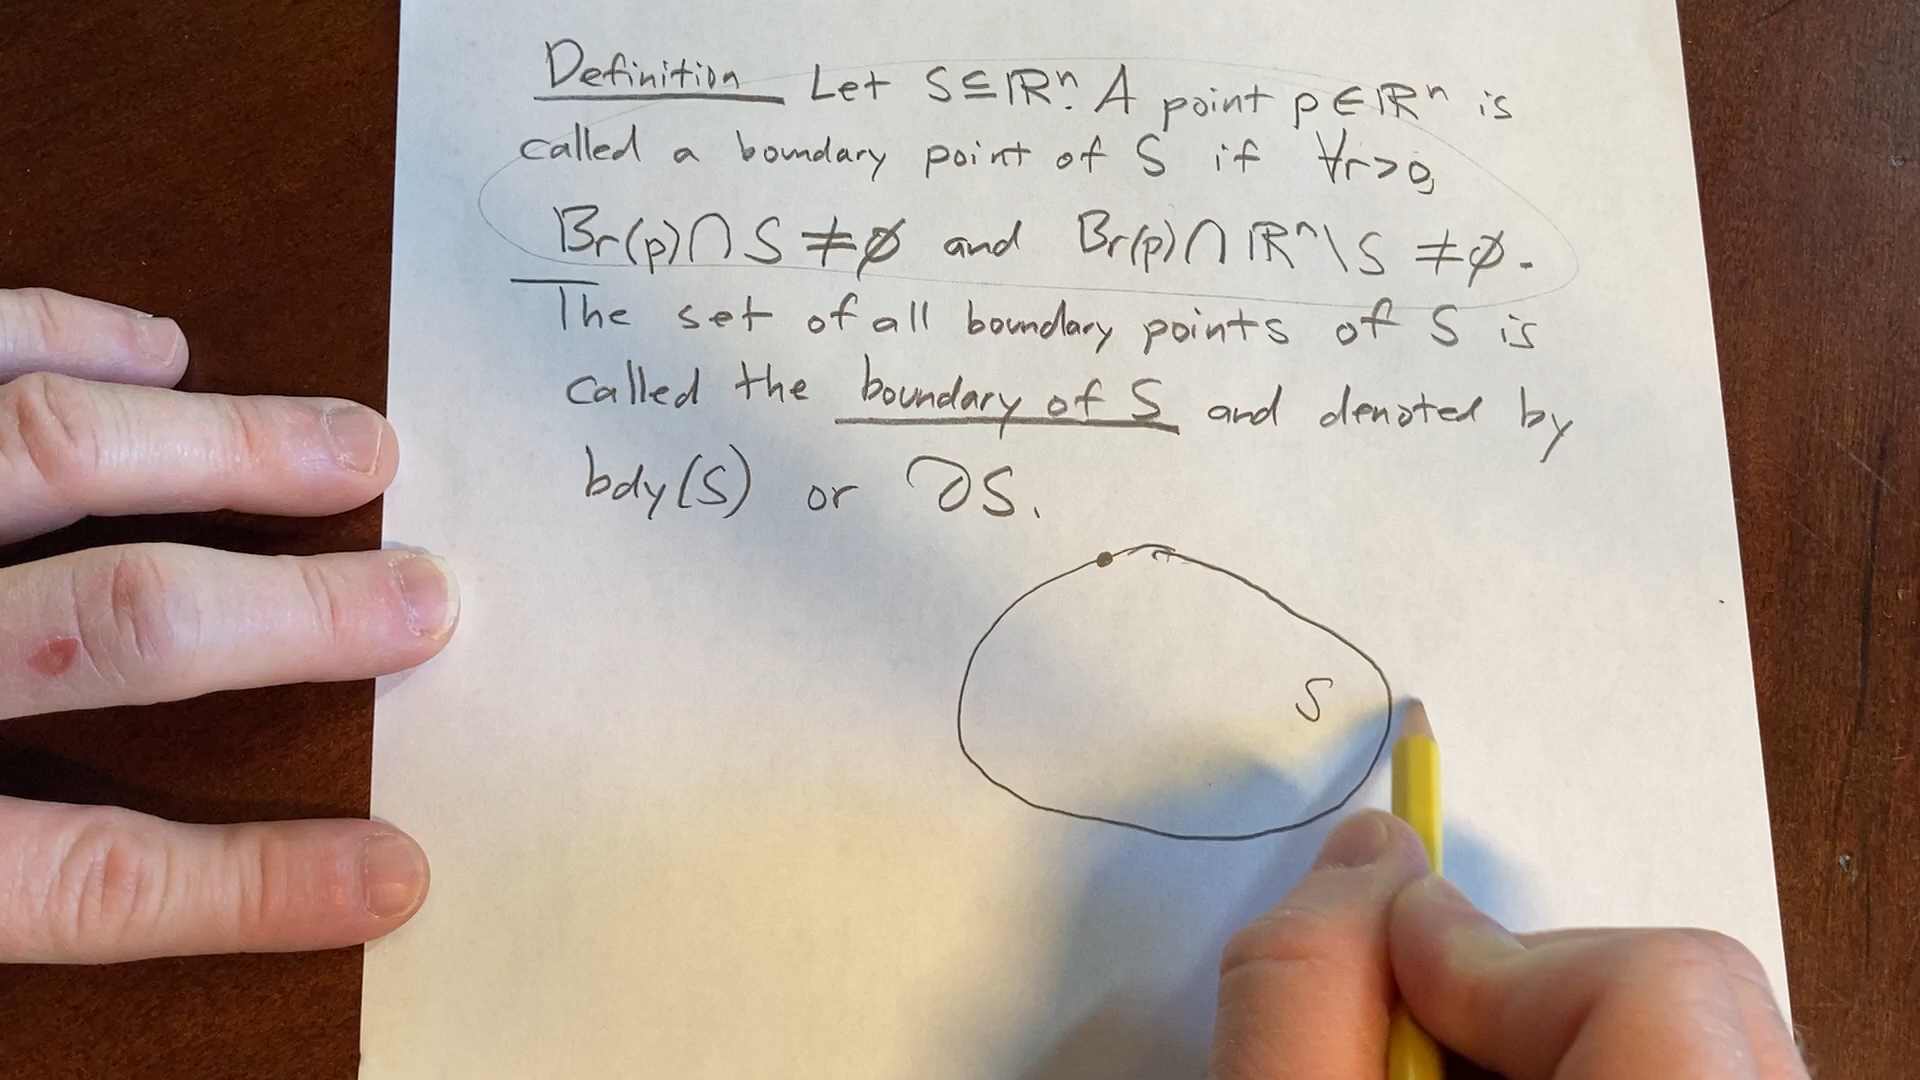 Definition Let S⊆ℝⁿ. A point p∈ℝⁿ is
called a boundary point of S if ∀r>0,
Br(p)∩S≠∅ and Br(p)∩ℝⁿ\S ≠∅.
The set of all boundary points of S is
called the boundary of S and denoted by
bdy(S) or ∂S.
S